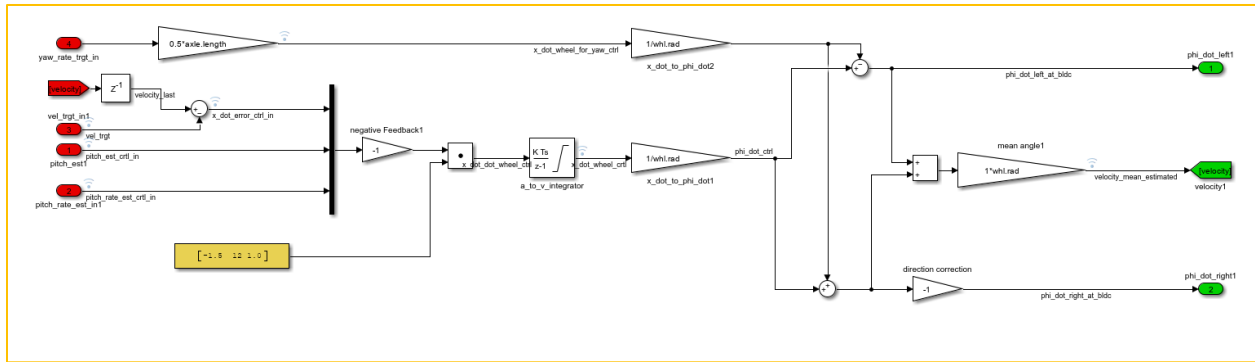 4
yaw_rate_trgt_in
0.5*axle.length
x_dot_wheel_for_yaw_ctrl
1/whl.rad
x_dot_to_phi_dot2
phi_dot_left1
1
phi_dot_left_at_bldc
[velocity]
z-1
velocity_last
x_dot_error_ctrl_in
vel_trgt_in1
3
vel_trgt
1
pitch_est_crtl_in
pitch_est1
2
pitch_rate_est_crtl_in
pitch_rate_est_in1
negative Feedback1
-1
x_dot_dot_wheel_ctrl
K Ts
z-1
a_to_v_integrator
x_dot_wheel_crtl
1/whl.rad
x_dot_to_phi_dot1
phi_dot_ctrl
mean angle1
1*whl.rad
velocity_mean_estimated
[velocity]
velocity1
[-1.5 12 1.0]
direction correction
-1
phi_dot_right_at_bldc
phi_dot_right1
2